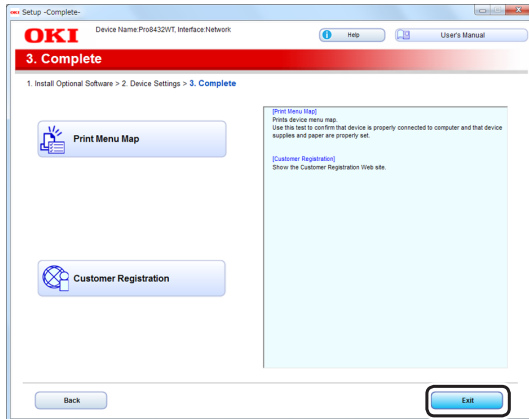 OKI Setup -Complete-
OKI
Device Name:Pro8432WT, Interface:Network
Help
User's Manual
3. Complete
1. Install Optional Software > 2. Device Settings > 3. Complete
Print Menu Map
[Print Menu Map]
Prints device menu map.
Use this test to confirm that device is properly connected to computer and that device
supplies and paper are properly set.
[Customer Registration]
Show the Customer Registration Web site.
Customer Registration
Back
Exit